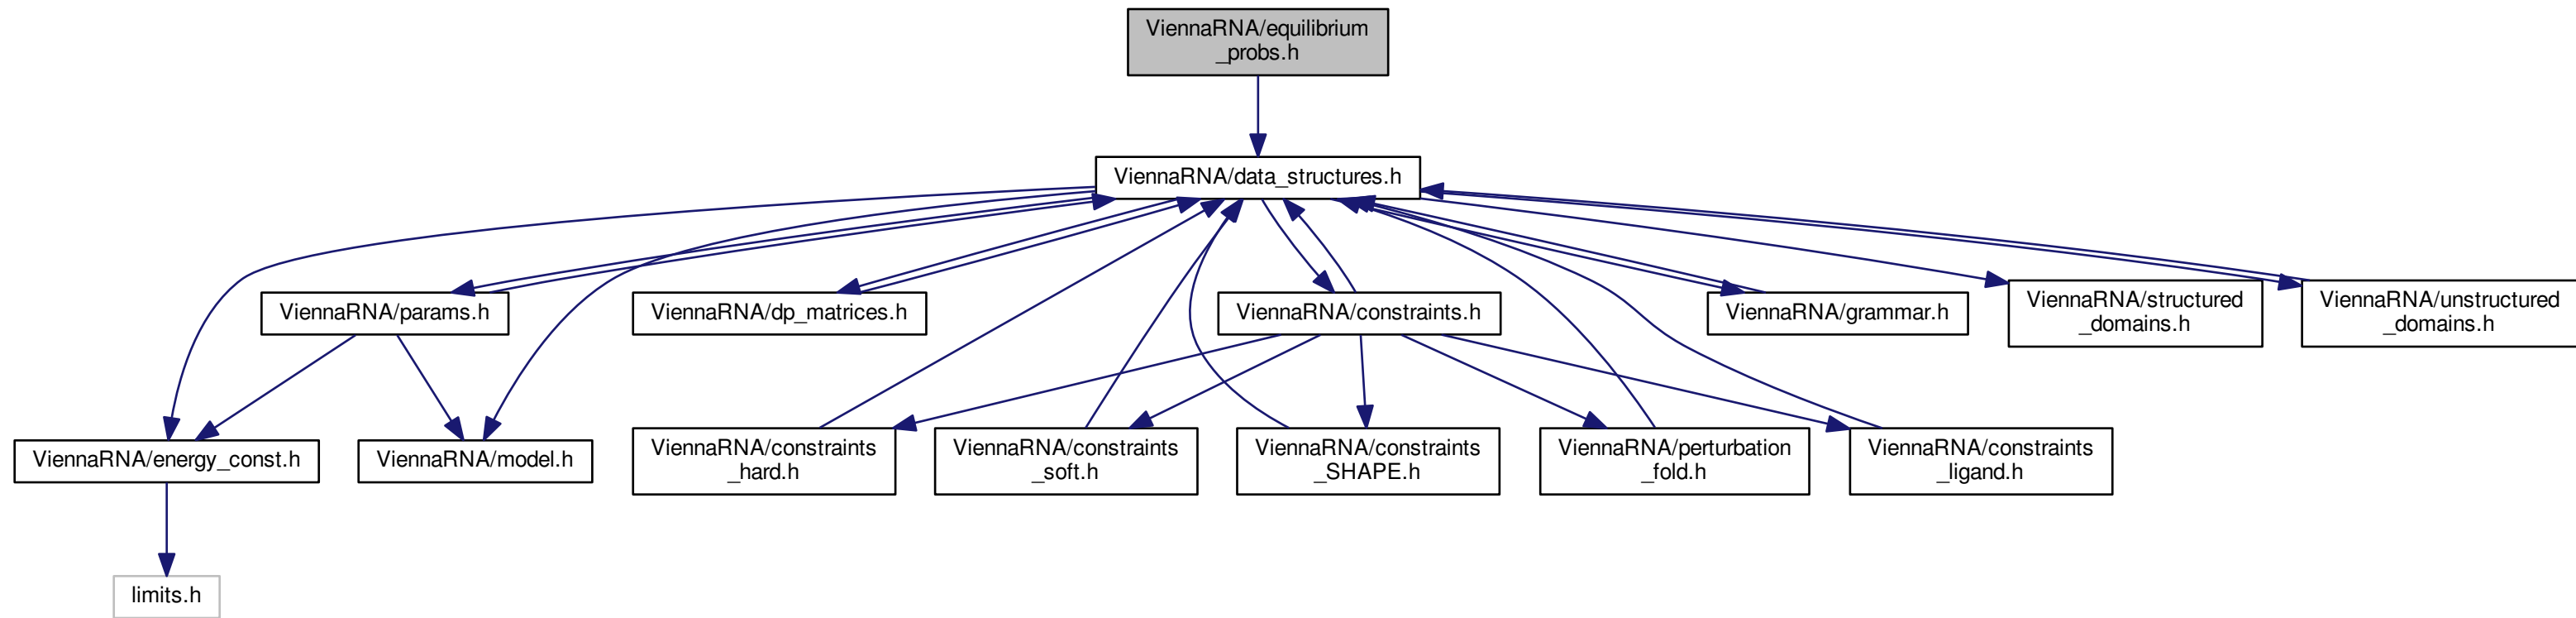 ViennaRNA/equilibrium
_probs.h
ViennaRNA/data_structures.h
ViennaRNA/params.h
ViennaRNA/dp_matrices.h
ViennaRNA/constraints.h
ViennaRNA/grammar.h
ViennaRNA/structured
_domains.h
ViennaRNA/unstructured
_domains.h
ViennaRNA/energy_const.h
ViennaRNA/model.h
ViennaRNA/constraints
_hard.h
ViennaRNA/constraints
_soft.h
ViennaRNA/constraints
_SHAPE.h
ViennaRNA/perturbation
_fold.h
ViennaRNA/constraints
_ligand.h
limits.h